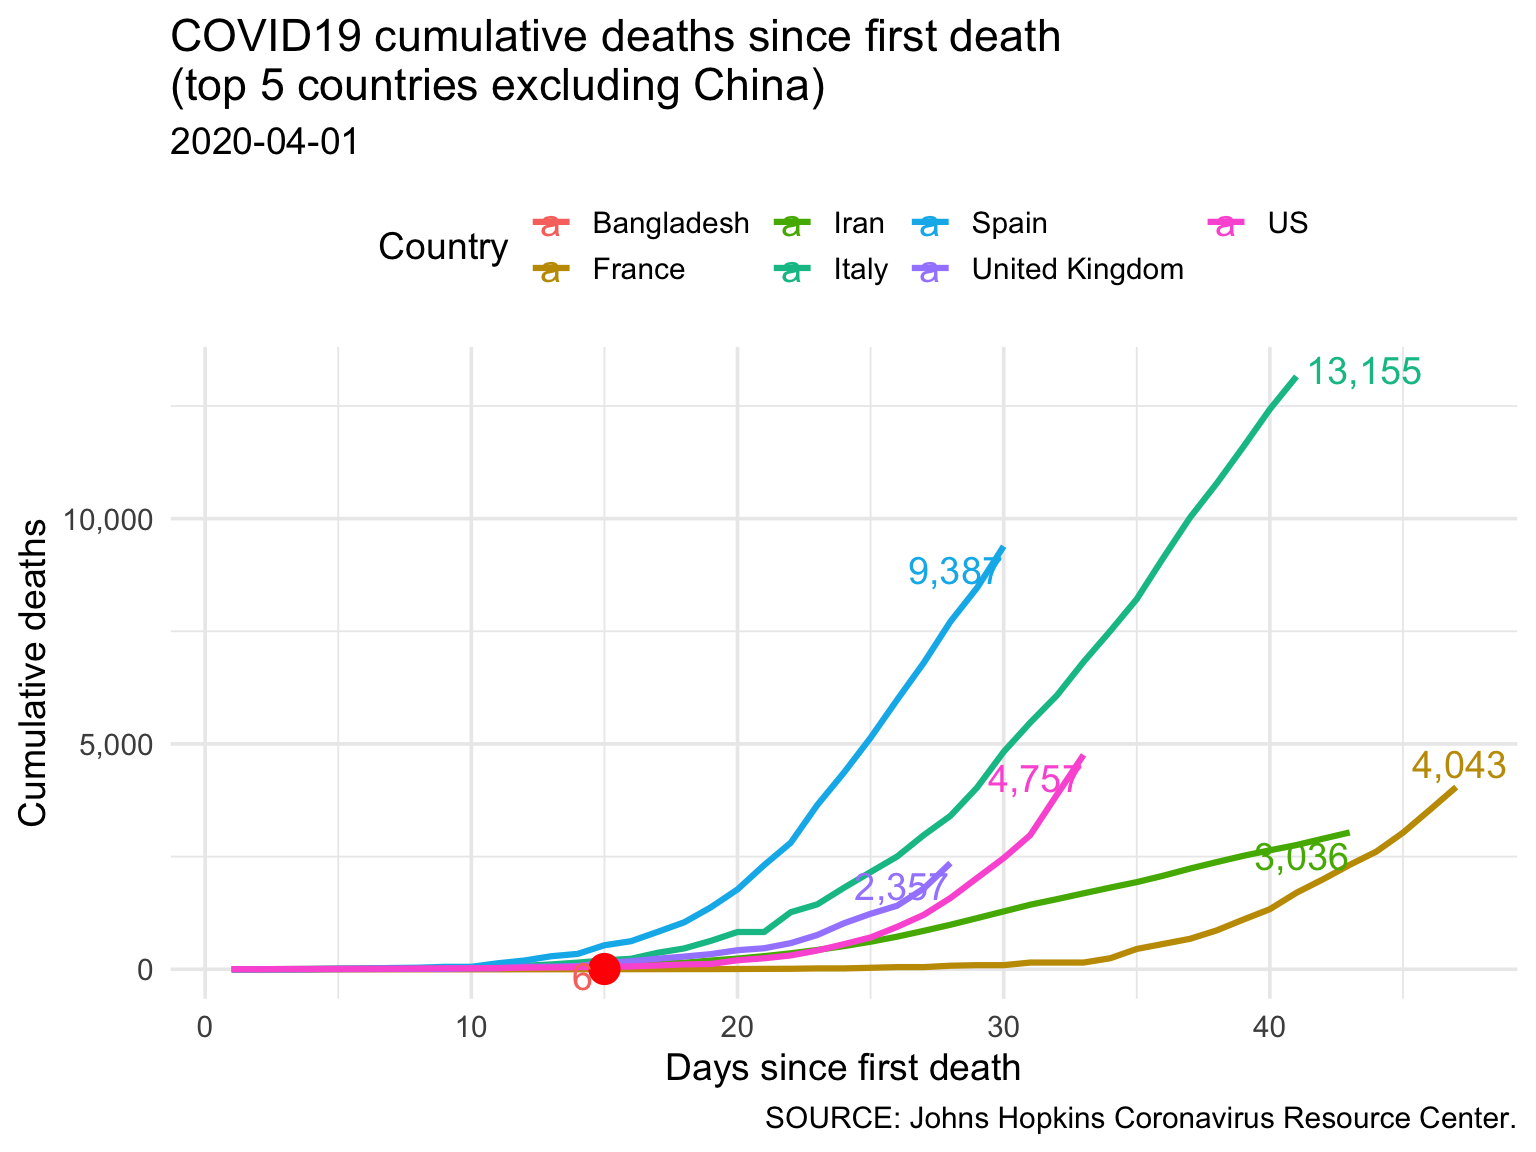 COVID19 cumulative deaths since first death
(top 5 countries excluding China)
2020-04-01
Country
a Bangladesh a Iran a Spain a US
a France a Italy a United Kingdom
13,155
10,000
9,387
5,000
4,757
4,043
3,036
2,357
0
6
0 10 20 30 40
Cumulative deaths
Days since first death
SOURCE: Johns Hopkins Coronavirus Resource Center.